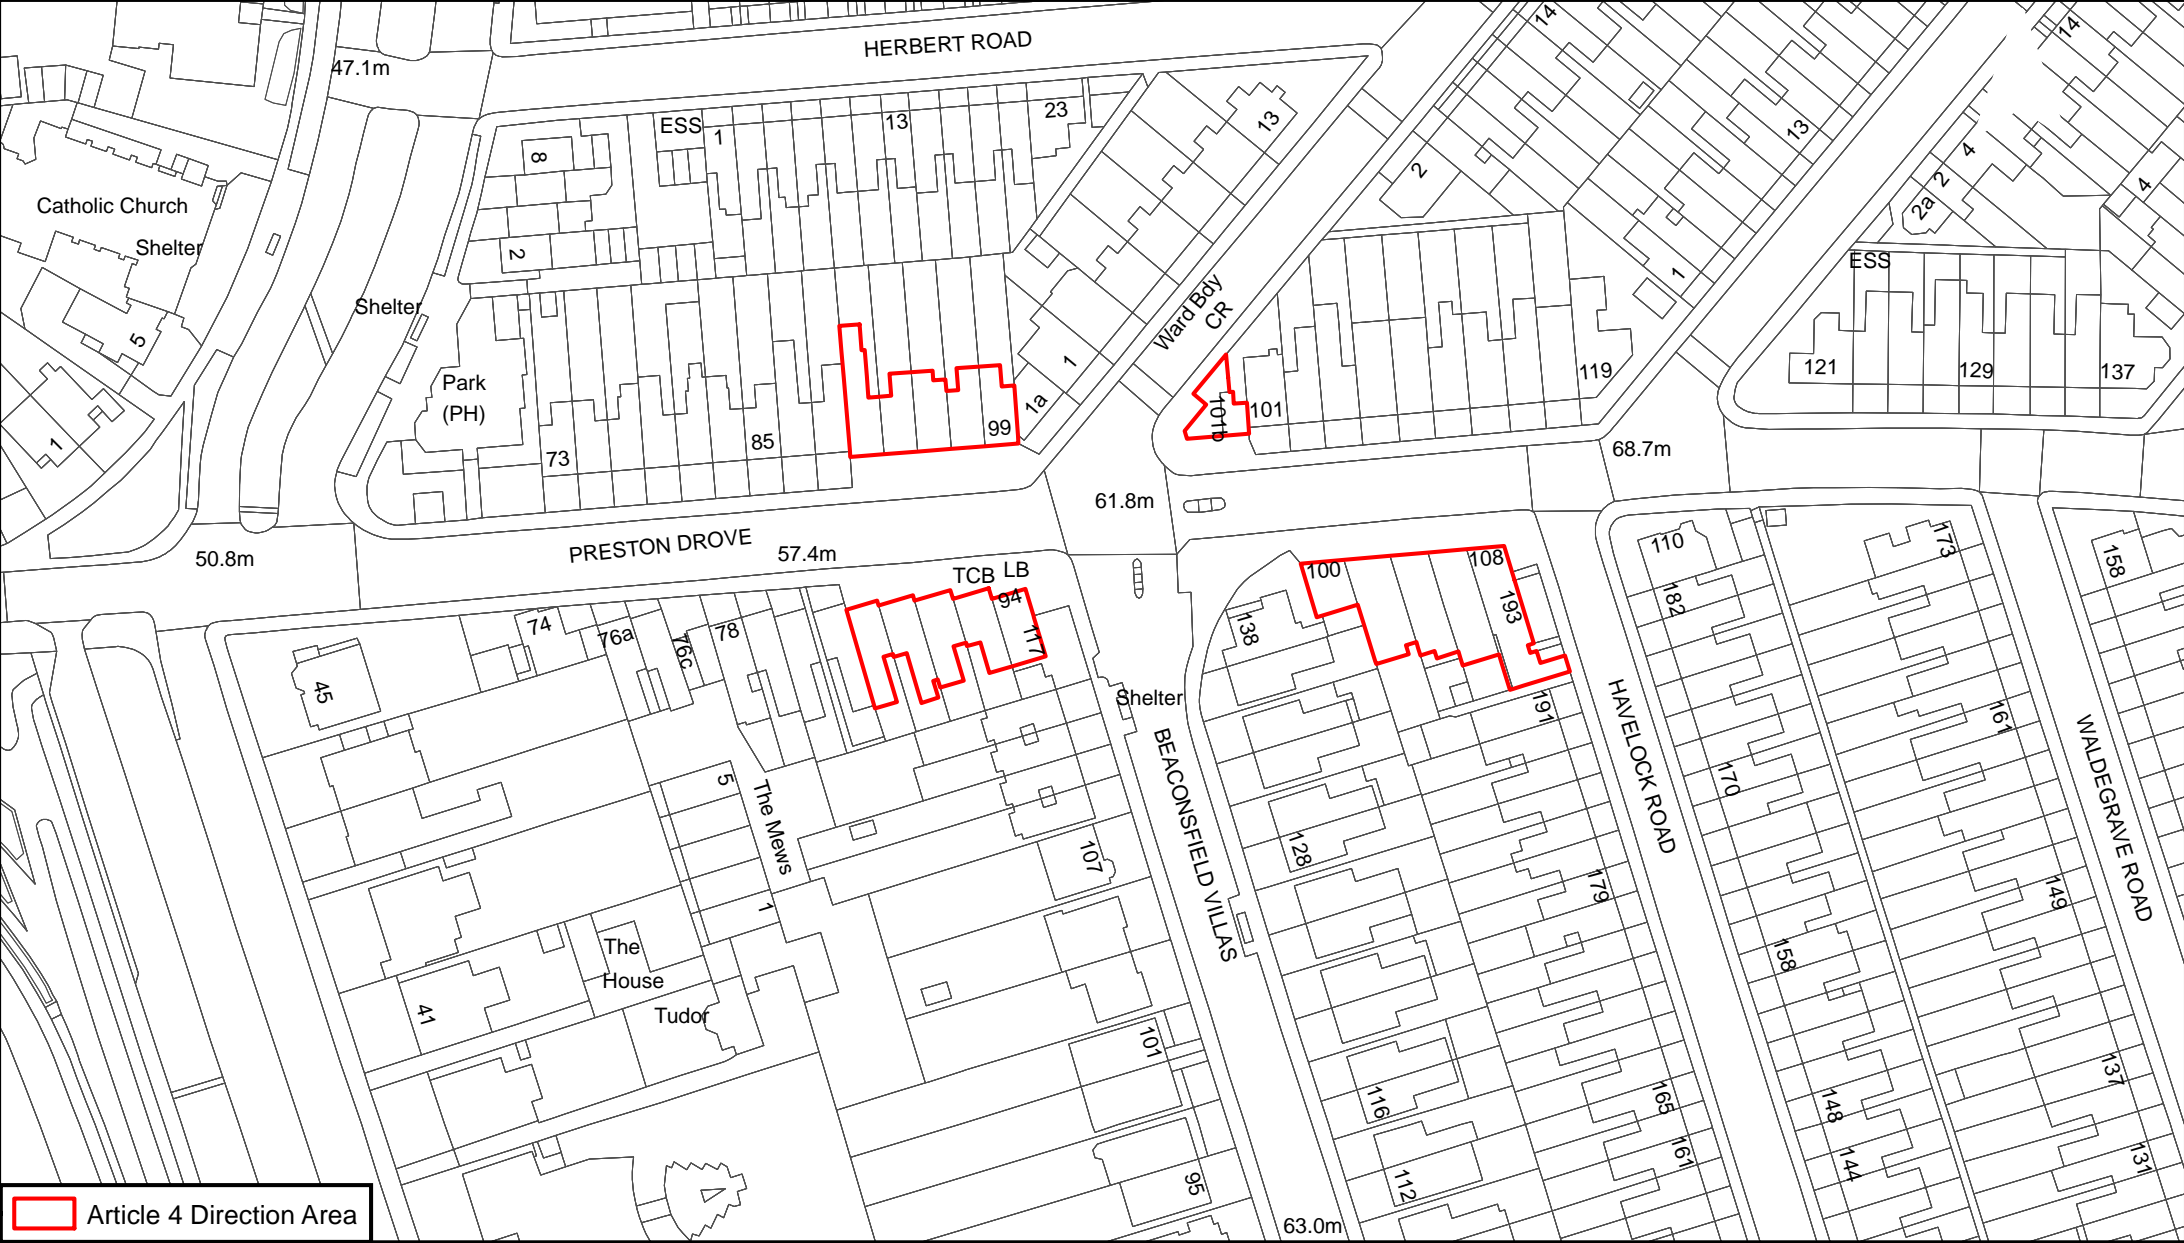 HERBERT ROAD
14
14
47.1m
ESS
1
13
23
13
13
8
2
4
2
2a
4
Catholic Church
Shelter
2
1
ESS
Shelter
5
Ward Bdy
CR
Park
(PH)
1
1a
1
73
85
99
101b
101
119
121
129
137
68.7m
61.8m
PRESTON DROVE
57.4m
50.8m
TCB
LB
94
117
100
108
193
110
182
173
158
74
76a
76c
78
138
45
Shelter
191
HAVELOCK ROAD
161
WALDEGRAVE ROAD
BEACONSFIELD VILLAS
5
The Mews
170
107
128
179
149
1
The
House
Tudor
41
158
101
116
165
148
137
112
161
144
131
95
63.0m
Article 4 Direction Area